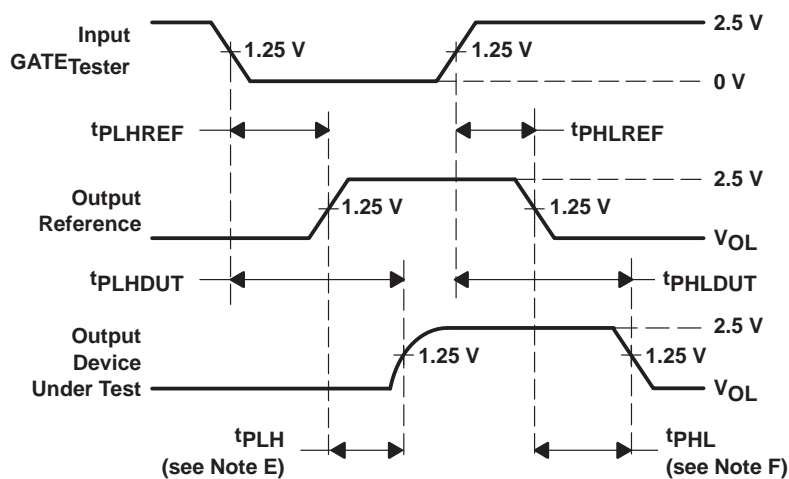 Input
GATETester
1.25 V
1.25 V
2.5 V
0 V
tPLHREF
tPHLREF
Output
Reference
1.25 V
1.25 V
2.5 V
VOL
tPLHDUT
tPHLDUT
Output
Device
Under Test
1.25 V
1.25 V
2.5 V
VOL
tPLH
(see Note E)
tPHL
(see Note F)